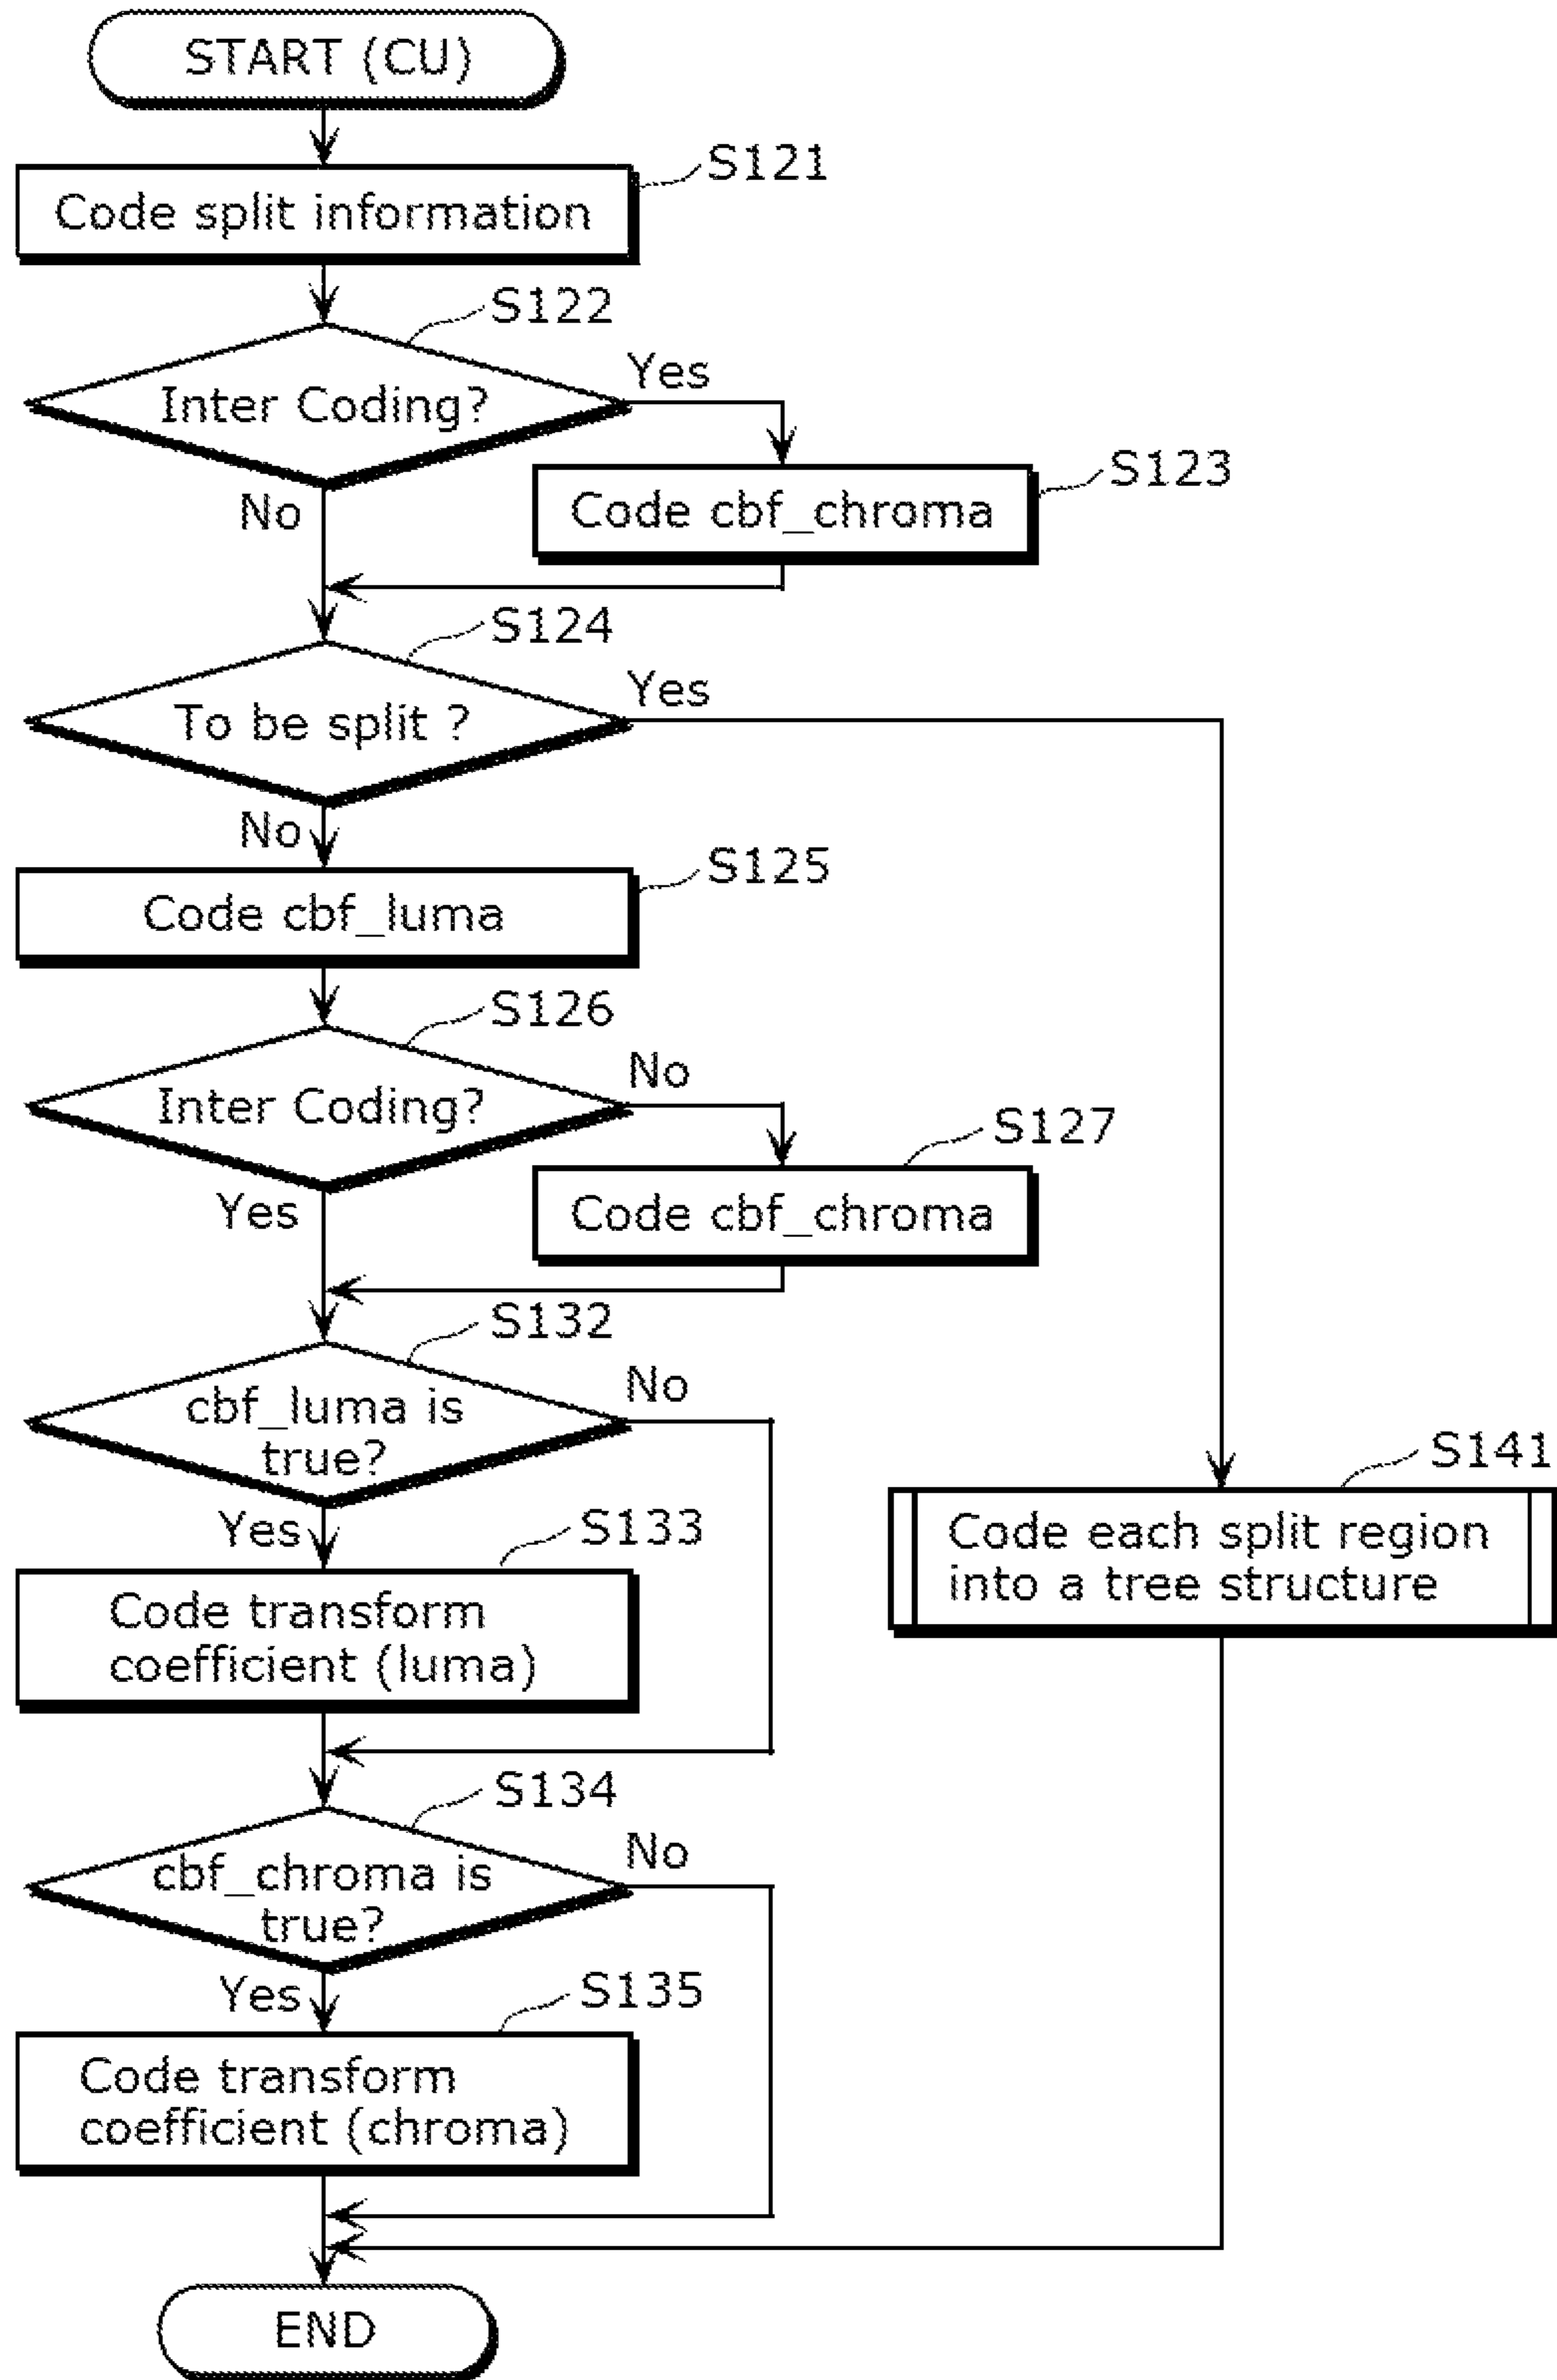 START (CU)
S121
Code split information
S122
Inter Coding?
Yes
No
S123
Code cbf_chroma
S124
To be split ?
Yes
No
S125
Code cbf_luma
S126
Inter Coding?
No
Yes
S127
Code cbf_chroma
S132
cbf_luma is
true?
No
Yes
S133
Code transform
coefficient (luma)
S141
Code each split region
into a tree structure
S134
cbf_chroma is
true?
No
Yes
S135
Code transform
coefficient (chroma)
END